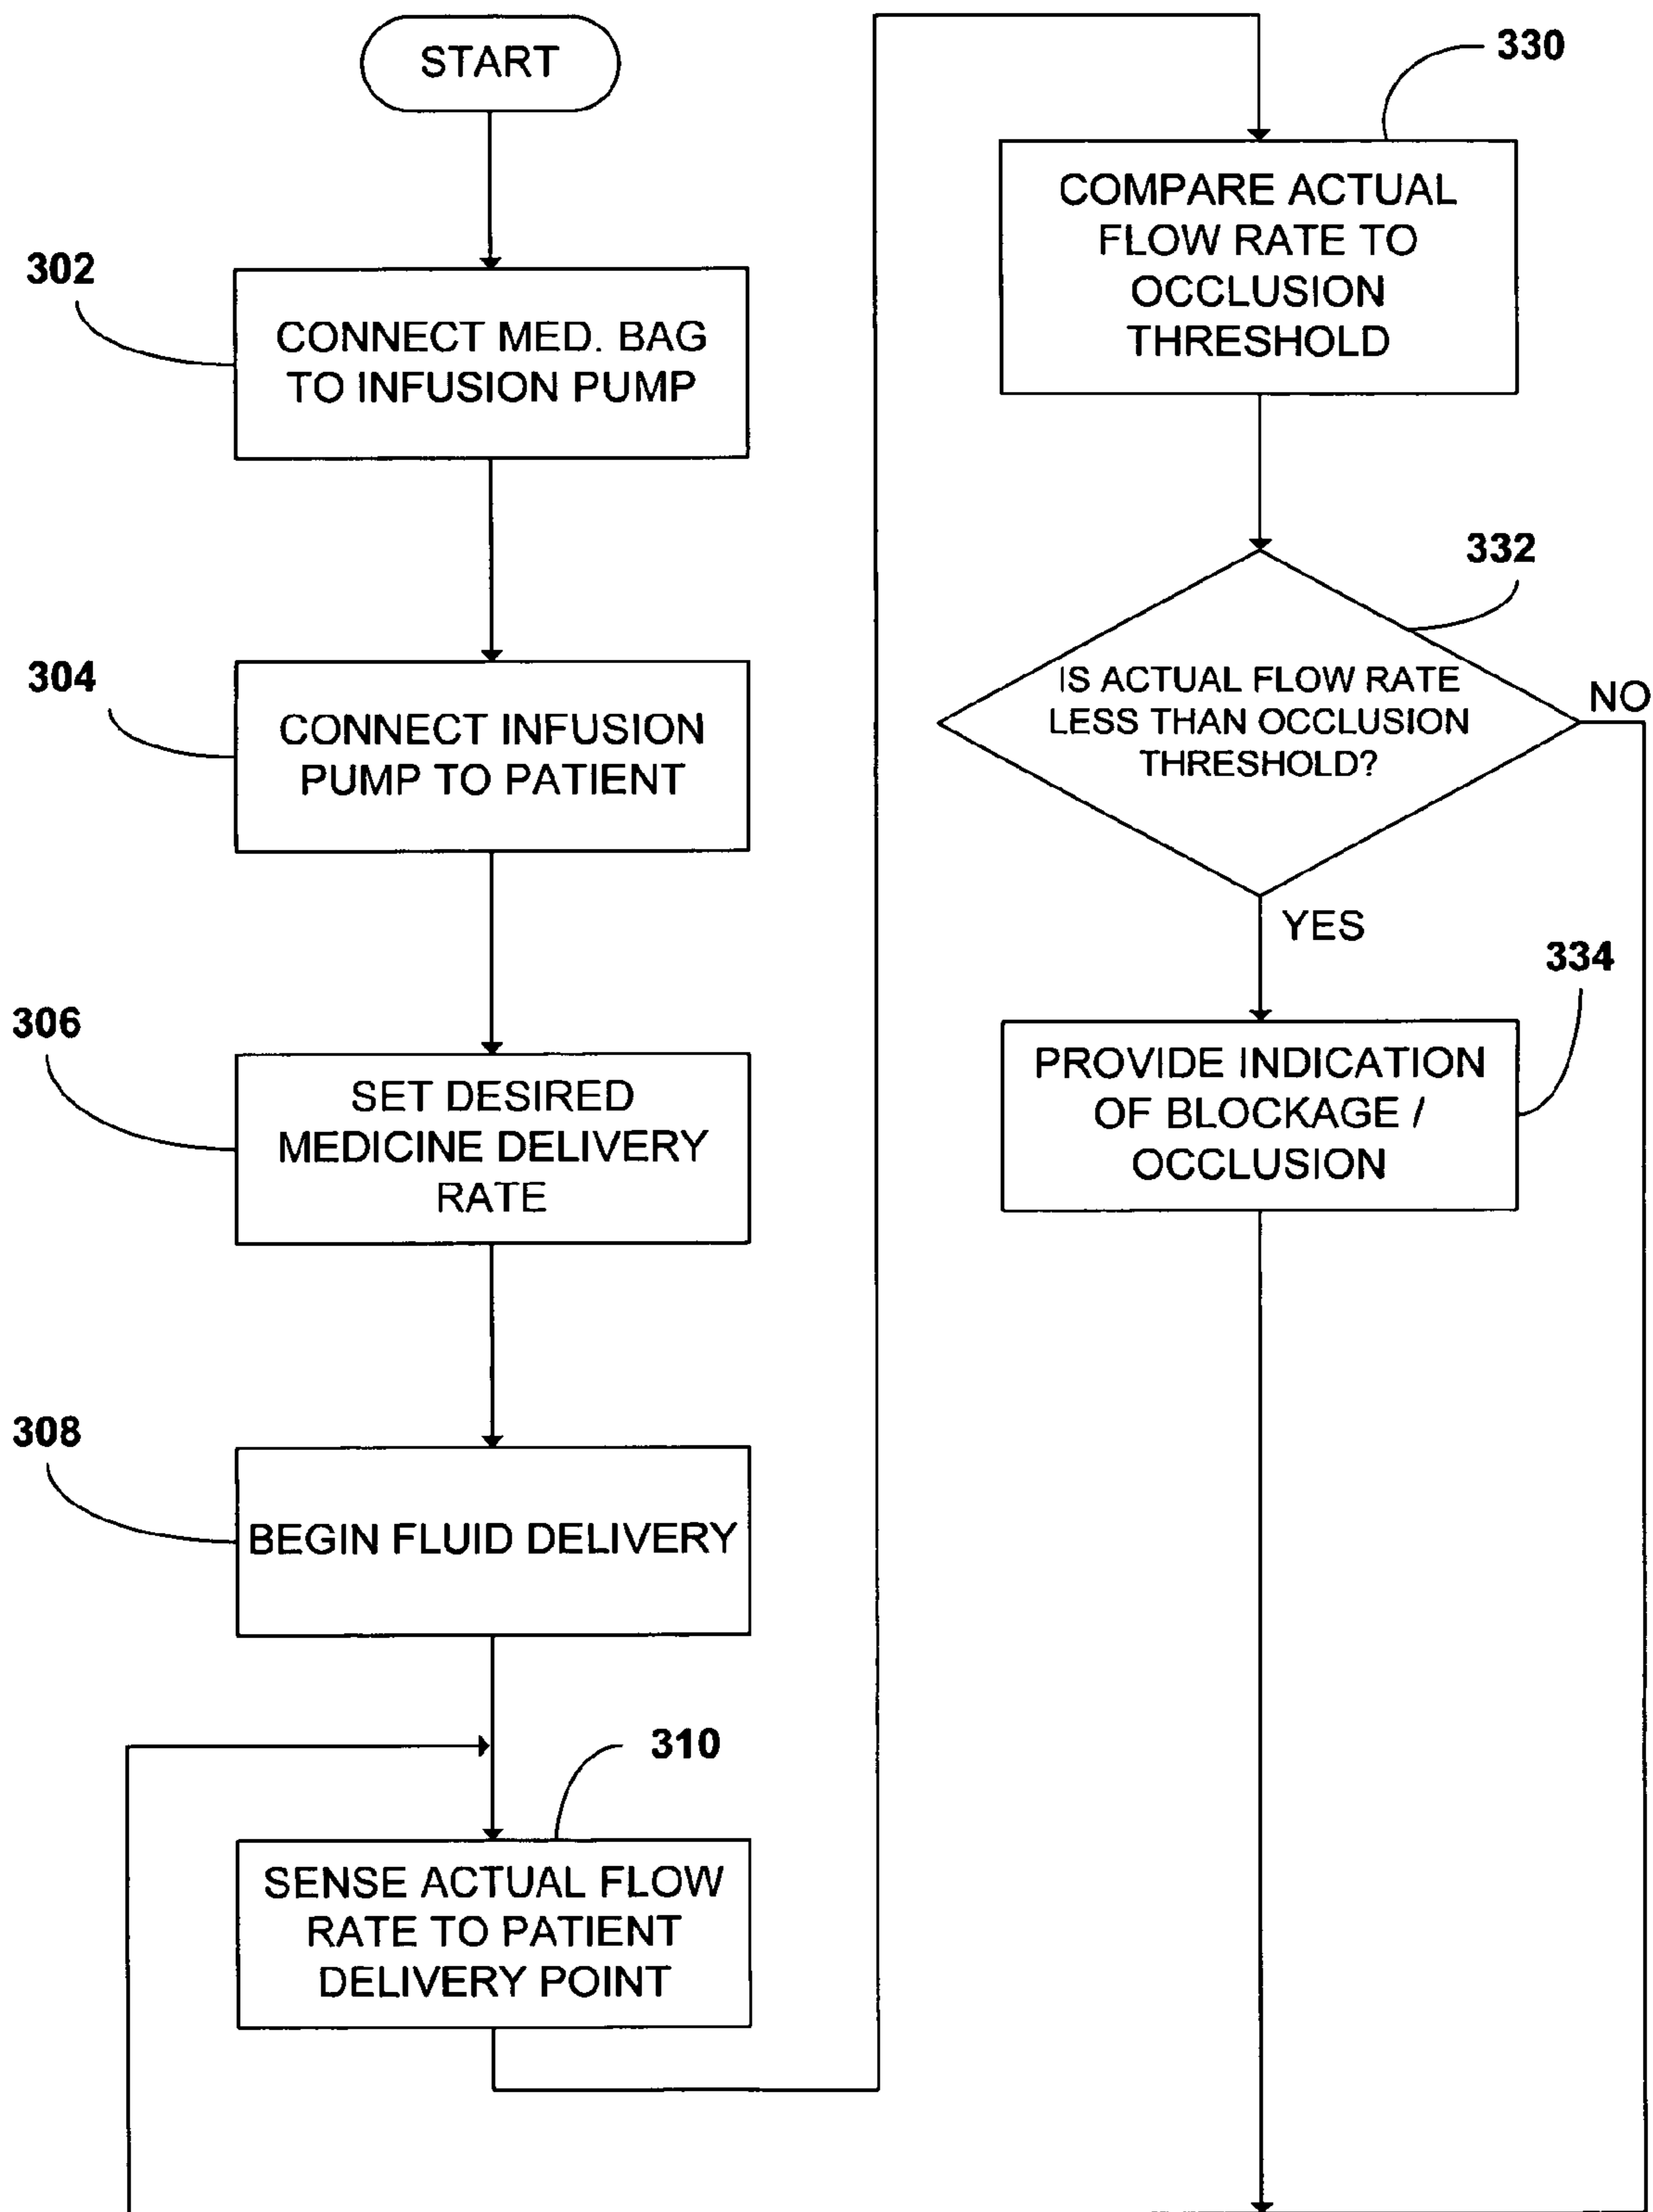 START
302
CONNECT MED. BAG
TO INFUSION PUMP
304
CONNECT INFUSION
PUMP TO PATIENT
306
SET DESIRED
MEDICINE DELIVERY
RATE
308
BEGIN FLUID DELIVERY
310
SENSE ACTUAL FLOW
RATE TO PATIENT
DELIVERY POINT
330
COMPARE ACTUAL
FLOW RATE TO
OCCLUSION
THRESHOLD
332
IS ACTUAL FLOW RATE
LESS THAN OCCLUSION
THRESHOLD?
NO
YES
334
PROVIDE INDICATION
OF BLOCKAGE /
OCCLUSION